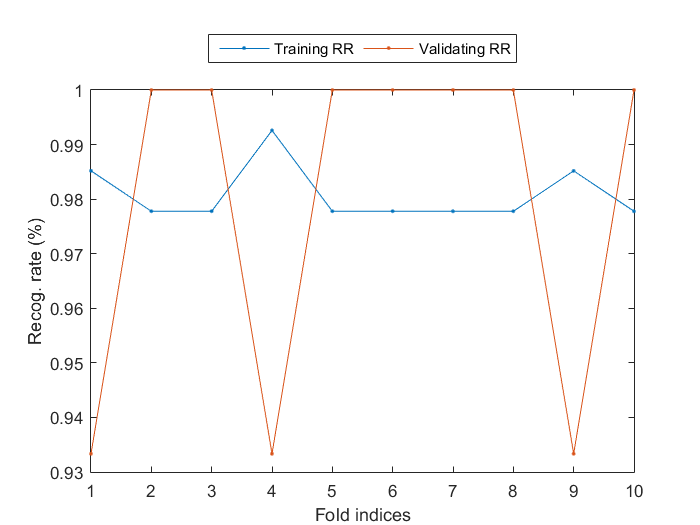 Training RR Validating RR
1
0.99
0.98
0.97
0.96
0.95
0.94
0.93
Recog. rate (%)
1 2 3 4 5 6 7 8 9 10
Fold indices